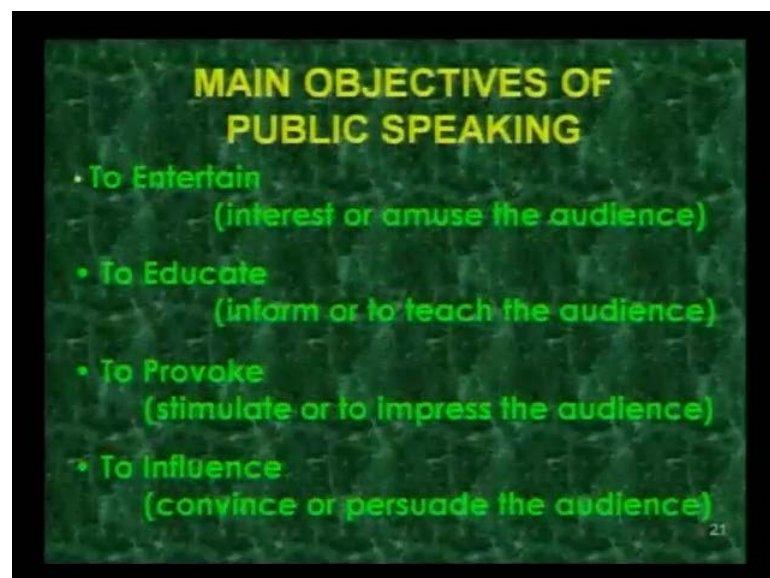 MAIN OBJECTIVES OF
PUBLIC SPEAKING
• To Entertain
(interest or amuse the audience)
• To Educate
(inform or to teach the audience)
• To Provoke
(stimulate or to impress the audience)
• To Influence
(convince or persuade the audience)
21